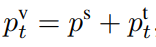 p_t^v = p^s + p_t^t.